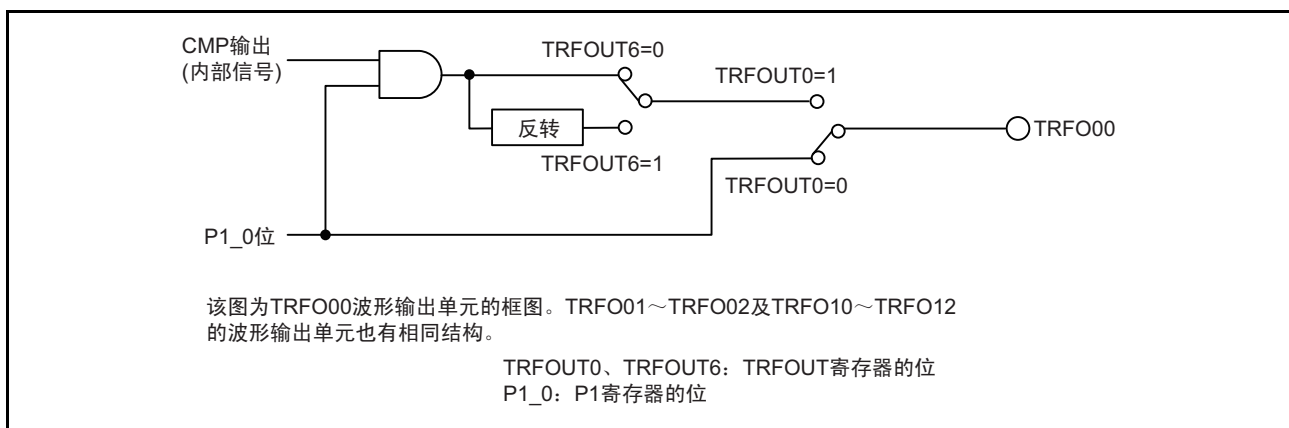 CMP输出
(内部信号)
TRFOUT6=0
TRFOUT0=1
反转
TRFO00
TRFOUT6=1
TRFOUT0=0
P1_0位
该图为TRFO00波形输出单元的框图。TRFO01～TRFO02及TRFO10～TRFO12
的波形输出单元也有相同结构。
TRFOUT0、TRFOUT6：TRFOUT寄存器的位
P1_0：P1寄存器的位